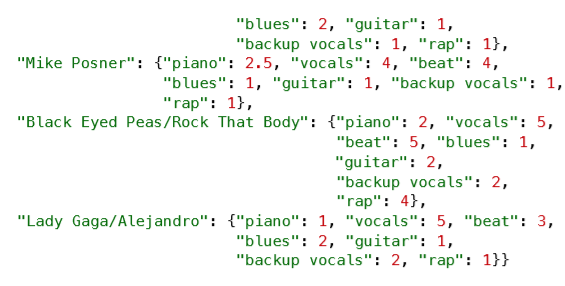 "blues": 2, "guitar": 1,
"backup vocals": 1, "rap": 1},
"Mike Posner": {"piano": 2.5, "vocals": 4, "beat": 4,
"blues": 1, "guitar": 1, "backup vocals": 1,
"rap": 1},
"Black Eyed Peas/Rock That Body": {"piano": 2, "vocals": 5,
"beat": 5, "blues": 1,
"guitar": 2,
"backup vocals": 2,
"rap": 4},
"Lady Gaga/Alejandro": {"piano": 1, "vocals": 5, "beat": 3,
"blues": 2, "guitar": 1,
"backup vocals": 2, "rap": 1}}